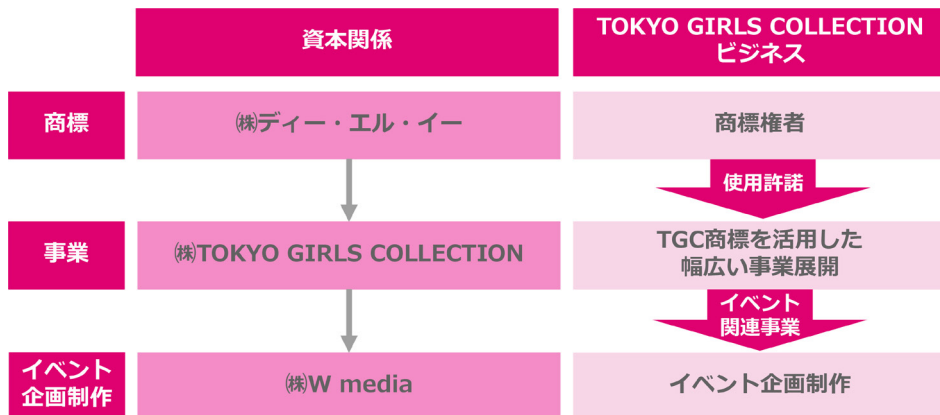 資本関係
TOKYO GIRLS COLLECTION
ビジネス
商標
㈱ディー・エル・イー
商標権者
使用許諾
事業
㈱TOKYO GIRLS COLLECTION
TGC商標を活用した
幅広い事業展開
イベント
関連事業
イベント
企画制作
㈱W media
イベント企画制作